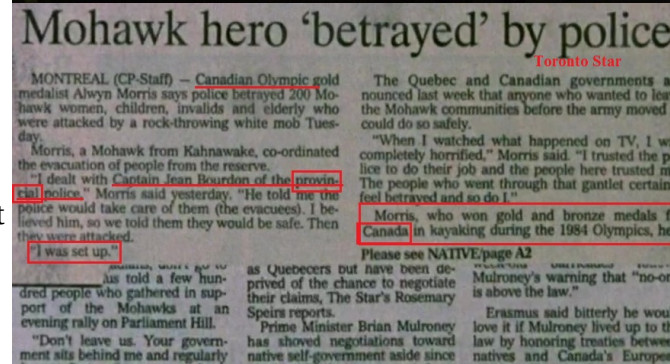 Mohawk hero ‘betrayed’ by police
Toronto Star
MONTREAL (CP-Staff) — Canadian Olympic gold
medalist Alwyn Morris says police betrayed 200 Mo-
hawk women, children, invalids and elderly who
were attacked by a rock-throwing white mob Tues-
day.
Morris, a Mohawk from Kahnawake, co-ordinated
the evacuation of people from the reserve.
"I dealt with Captain Jean Bourdon of the provin-
cial police," Morris said yesterday. "He told me the
police would take care of them (the evacuees). I be-
lieved him, so we told them they would be safe. Then
they were attacked.
"I was set up."
The Quebec and Canadian governments
nounced last week that anyone who wanted to
the Mohawk communities before the army moved
could do so safely.
"When I watched what happened on TV, I
completely horrified," Morris said. "I trusted the
lice to do their job and the people here trusted
The people who went through that gantlet
feel betrayed and so do I."
Morris, who won gold and bronze medals
Canada in kayaking during the 1984 Olympics,
Please see NATIVE/page A2
us told a few hun-
dred people who gathered in sup-
port of the Mohawks at an
evening rally on Parliament Hill.
"Don't leave us. Your govern-
ment sits behind me and regularly
as Quebecers but have been de-
prived of the chance to negotiate
their claims, The Star's Rosemary
Speirs reports.
Prime Minister Brian Mulroney
has shoved negotiations toward
native self-government aside since
Mulroney's warning that "no-
is above the law."
Erasmus said bitterly he
love it if Mulroney lived up to
law by honoring treaties
natives and Canada's